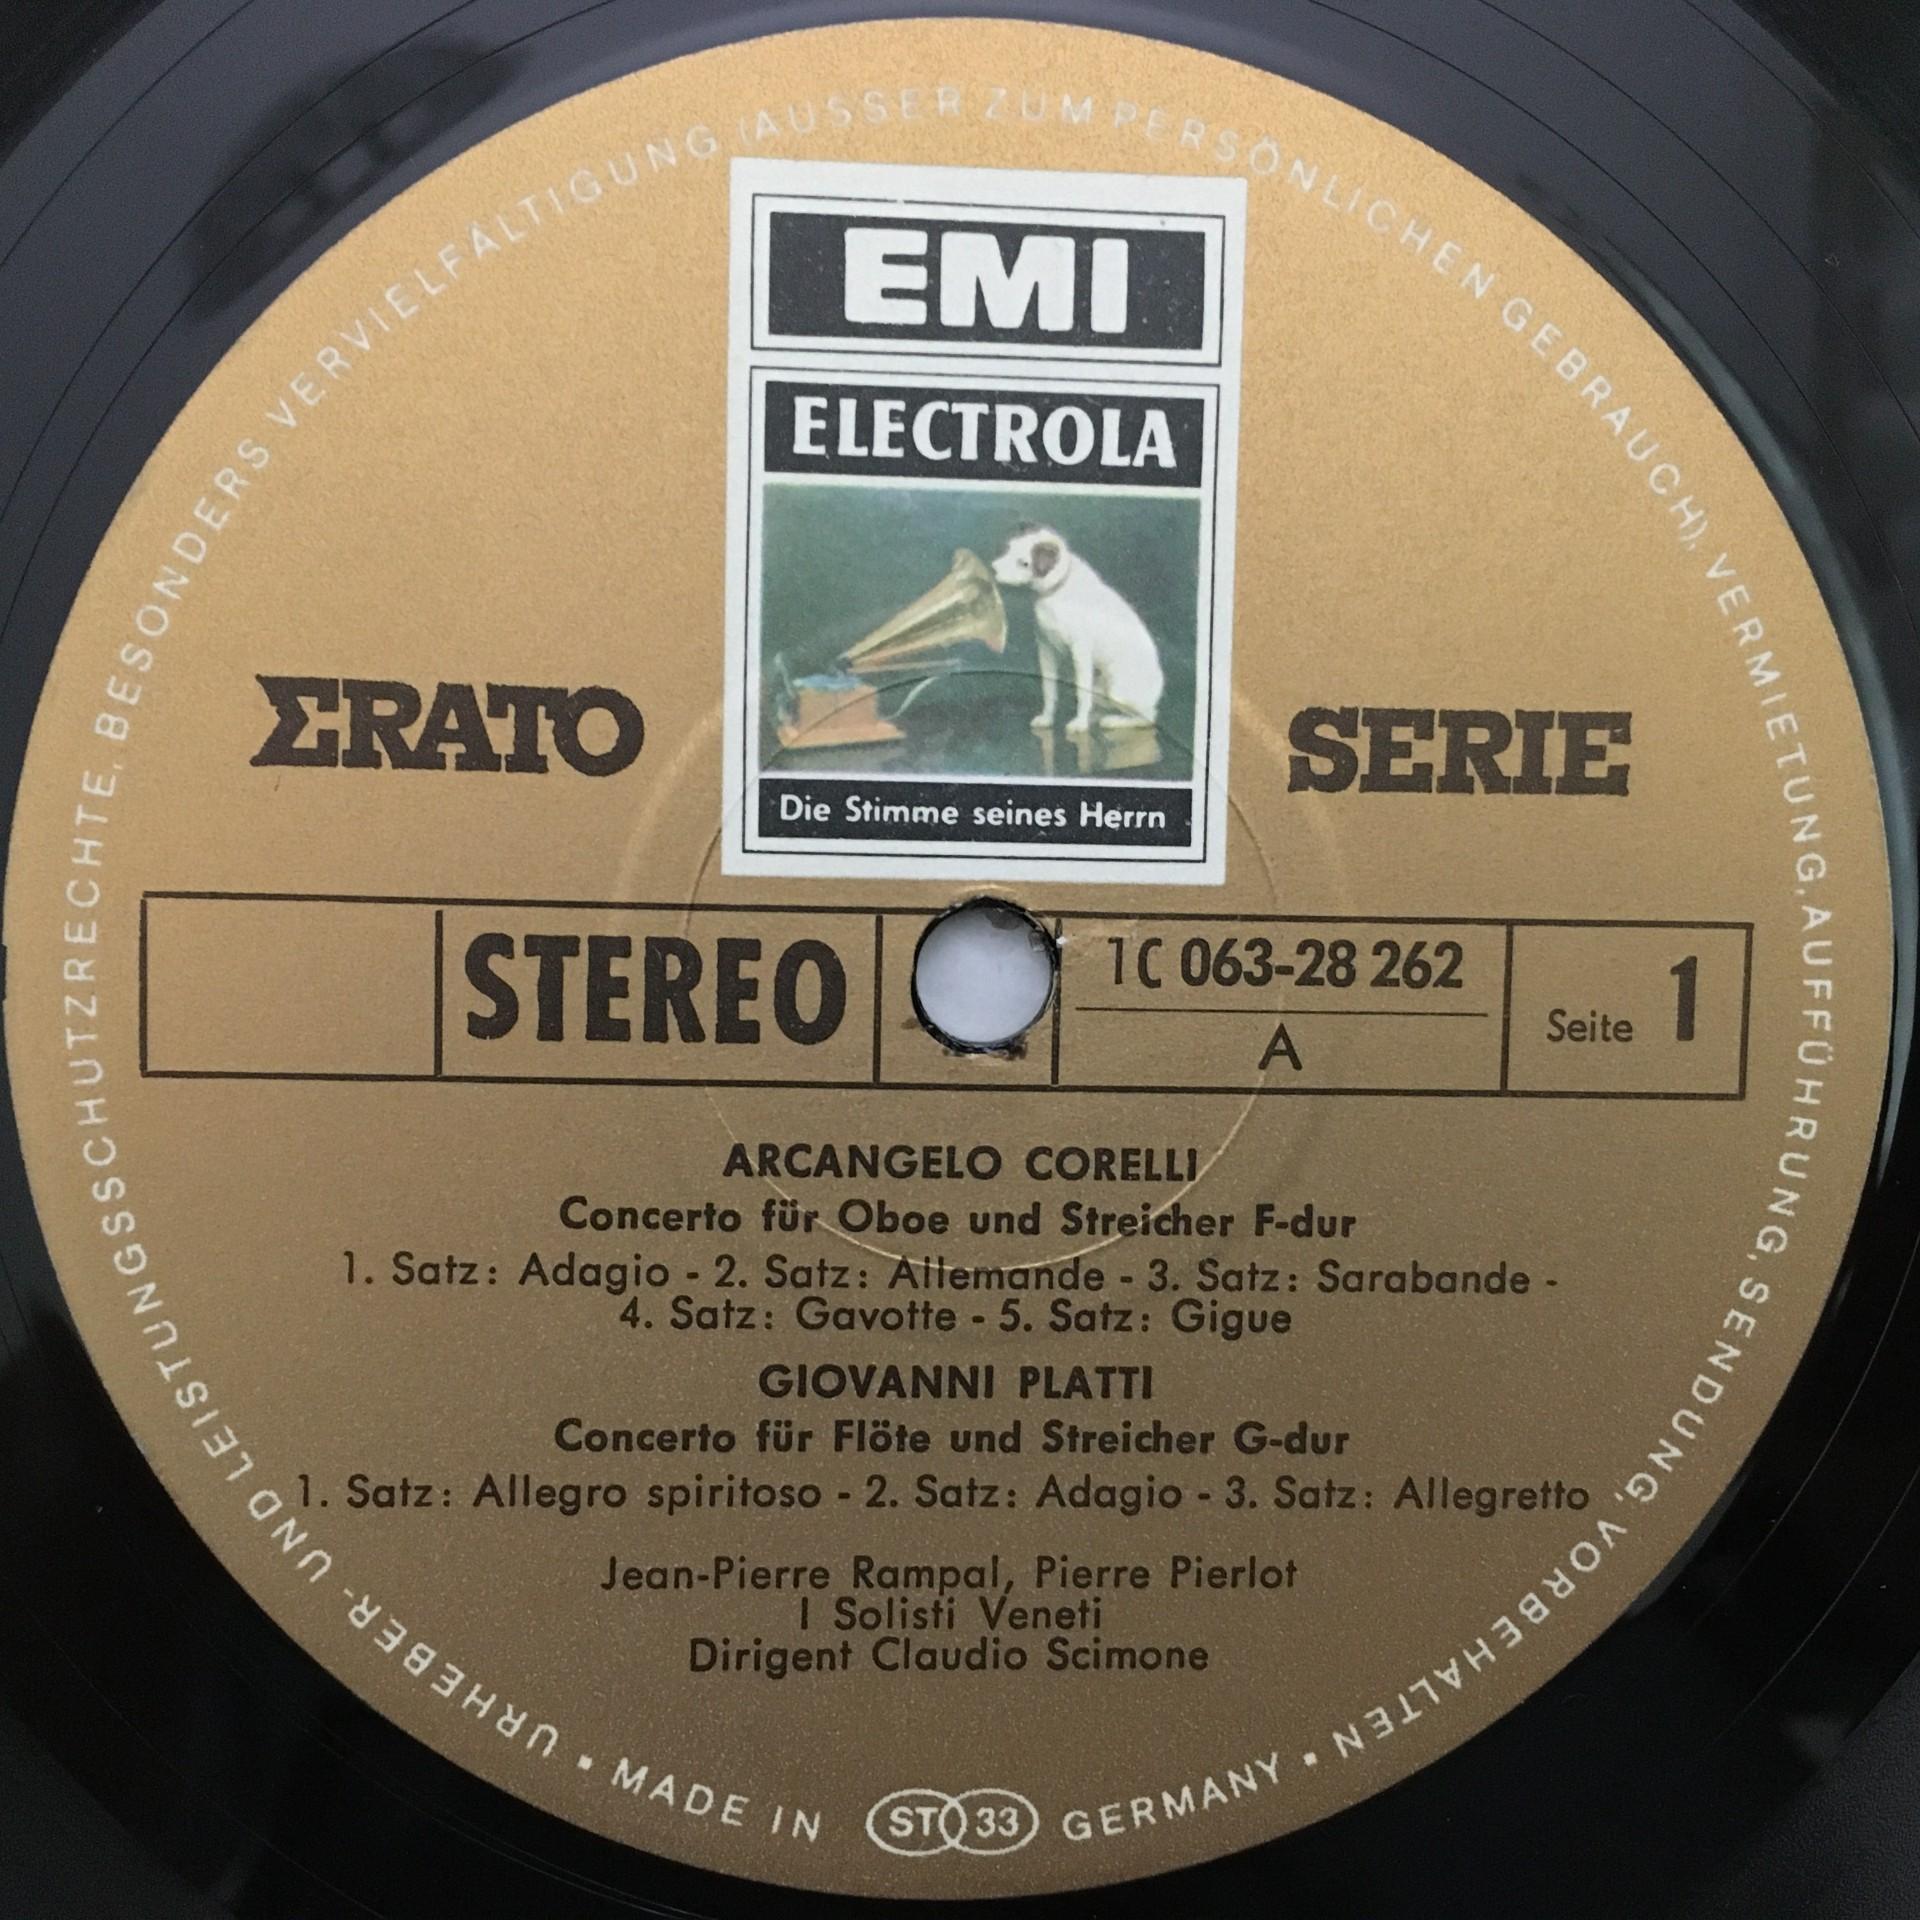 EMI
ELECTROLA
Die Stimme seines Herrn
ΣRATO SERIE
STEREO
1C 063-28 262
A
Seite 1
ARCANGELO CORELLI
Concerto für Oboe und Streicher F-dur
1. Satz: Adagio - 2. Satz: Allemande - 3. Satz: Sarabande -
4. Satz: Gavotte - 5. Satz: Gigue
GIOVANNI PLATTI
Concerto für Flöte und Streicher G-dur
1. Satz: Allegro spiritoso - 2. Satz: Adagio - 3. Satz: Allegretto
Jean-Pierre Rampal, Pierre Pierlot
I Solisti Veneti
Dirigent Claudio Scimone
URHEBER- UND LEISTUNGSSCHUTZRECHTE, BESONDERS VERVIELFÄLTIGUNG (AUSSER ZUM PERSÖNLICHEN GEBRAUCH), VERMIETUNG, AUFFÜHRUNG, SENDUNG, VORBEHALTEN
▪ MADE IN ST 33 GERMANY ▪